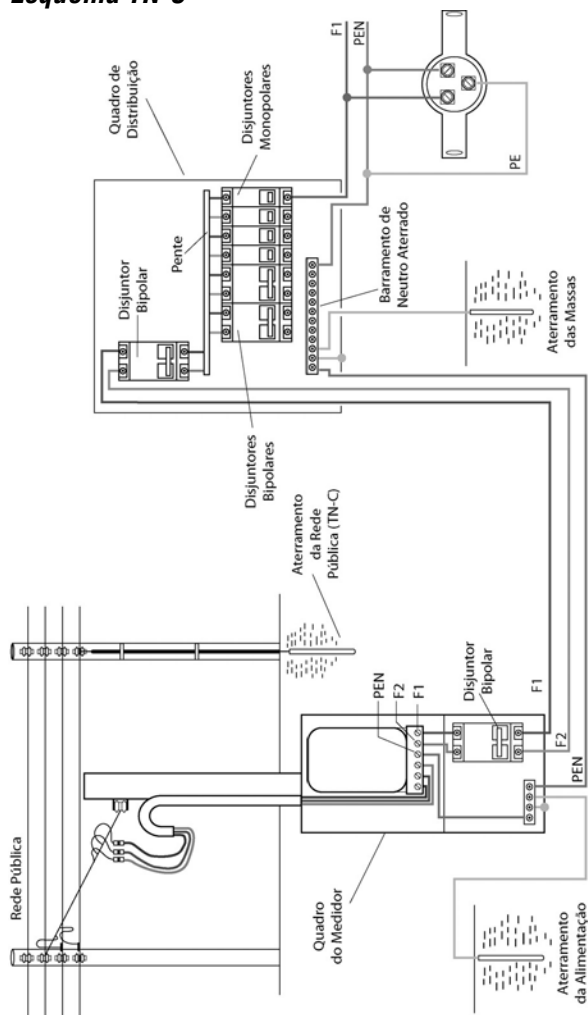 Esquema TN-C
Rede Pública
Quadro
do Medidor
Aterramento
da Alimentação
PEN
F2
F1
Disjuntor
Bipolar
F1
F2
PEN
Aterramento
da Rede
Pública (TN-C)
Disjuntor
Bipolar
Pente
Quadro de
Distribuição
Disjuntores
Monopolares
Disjuntores
Bipolares
Barramento de
Neutro Aterrado
Aterramento
das Massas
F1
PEN
PE